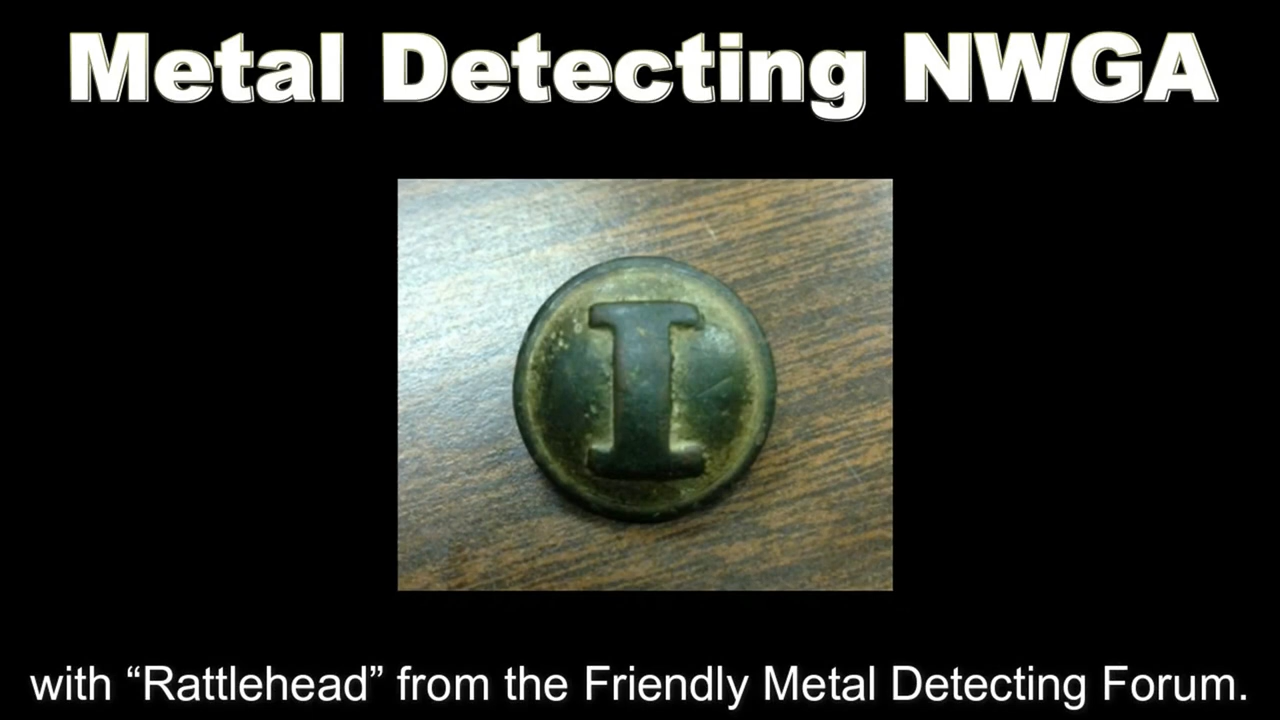 Metal Detecting NWGA
I
with “Rattlehead” from the Friendly Metal Detecting Forum.